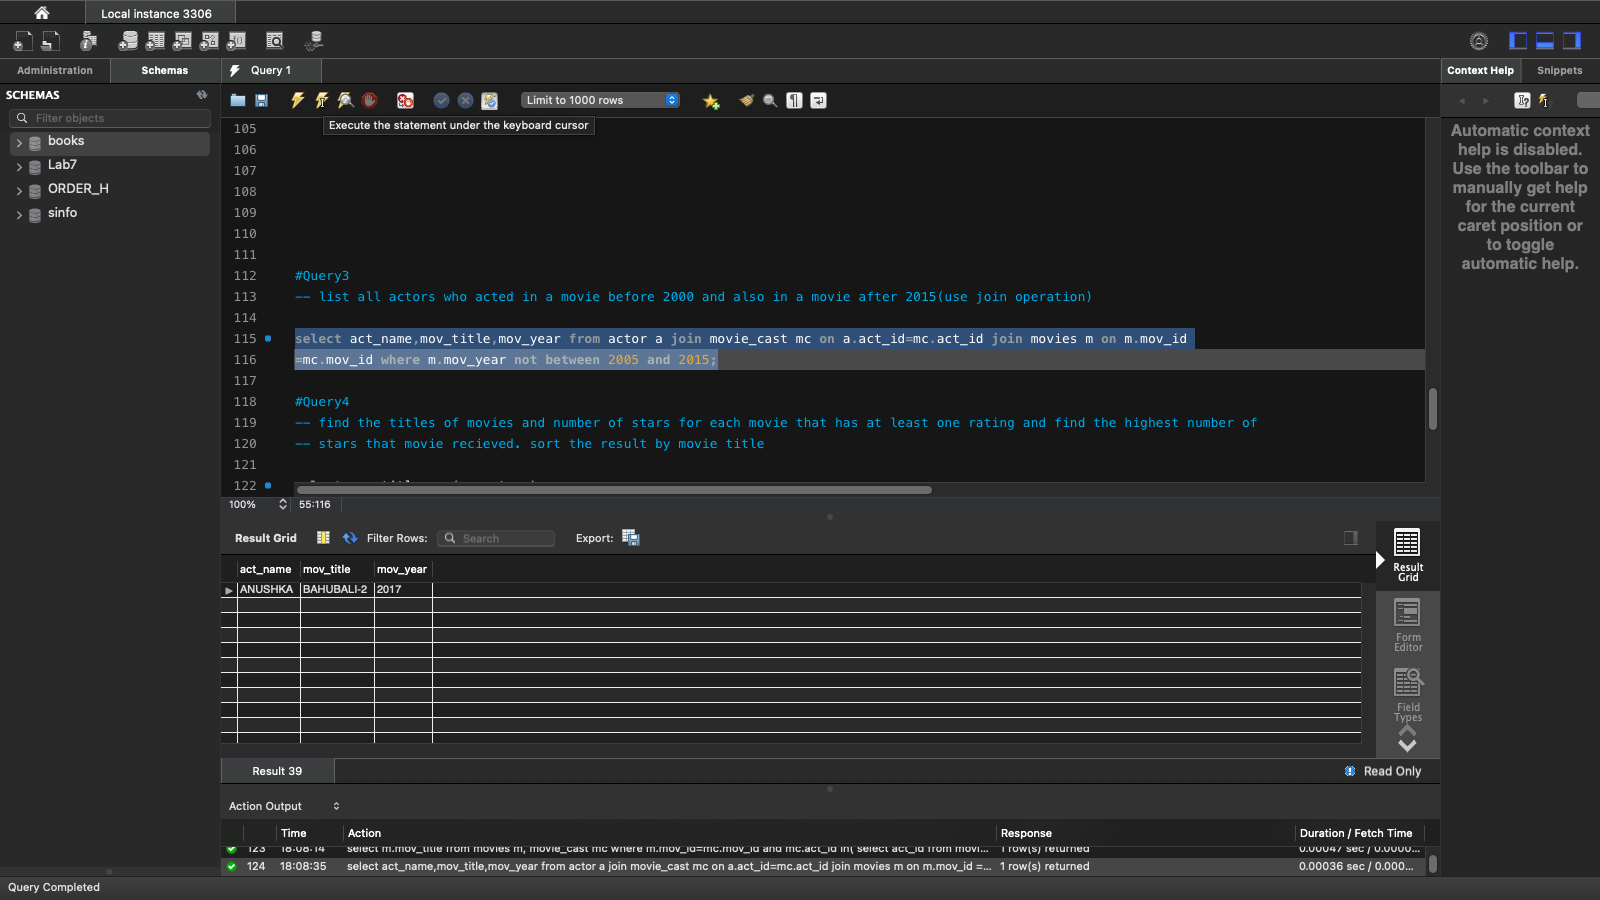 Local instance 3306
Administration
Schemas
Query 1
Context Help
Snippets
SCHEMAS
Filter objects
books
Lab7
ORDER_H
sinfo
Limit to 1000 rows
Execute the statement under the keyboard cursor
105
106
107
108
109
110
111
112 #Query3
113 -- list all actors who acted in a movie before 2000 and also in a movie after 2015(use join operation)
114
115 select act_name,mov_title,mov_year from actor a join movie_cast mc on a.act_id=mc.act_id join movies m on m.mov_id
116 =mc.mov_id where m.mov_year not between 2005 and 2015;
117
118 #Query4
119 -- find the titles of movies and number of stars for each movie that has at least one rating and find the highest number of
120 -- stars that movie recieved. sort the result by movie title
121
122
100%
55:116
Automatic context
help is disabled.
Use the toolbar to
manually get help
for the current
caret position or
to toggle
automatic help.
Result Grid
Filter Rows:
Search
Export:
act_name mov_title mov_year
ANUSHKA BAHUBALI-2 2017
Result
Grid
Form
Editor
Field
Types
Result 39
Read Only
Action Output
Time Action Response Duration / Fetch Time
123 18:08:14 select m.mov_title from movies m, movie_cast mc where m.mov_id=mc.mov_id and mc.act_id in( select act_id from movi... 1 row(s) returned 0.00047 sec / 0.0000...
124 18:08:35 select act_name,mov_title,mov_year from actor a join movie_cast mc on a.act_id=mc.act_id join movies m on m.mov_id =... 1 row(s) returned 0.00036 sec / 0.000...
Query Completed